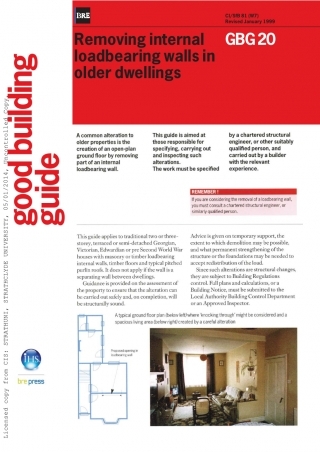 BRE
CI/SfB 81 (M7)
Revised January 1999
Removing internal
loadbearing walls in
older dwellings
GBG 20
good building
guide
A common alteration to
older properties is the
creation of an open-plan
ground floor by removing
part of an internal
loadbearing wall.
This guide is aimed at
those responsible for
specifying, carrying out
and inspecting such
alterations.
The work must be specified
by a chartered structural
engineer, or other suitably
qualified person, and
carried out by a builder
with the relevant
experience.
REMEMBER !
If you are considering the removal of a loadbearing wall,
you must consult a chartered structural engineer, or
similarly qualified person.
This guide applies to traditional two or three-
storey, terraced or semi-detached Georgian,
Victorian, Edwardian or pre Second World War
houses with masonry or timber loadbearing
internal walls, timber floors and typical pitched
purlin roofs. It does not apply if the wall is a
separating wall between dwellings.
Guidance is provided on the assessment of
the property to ensure that the alteration can
be carried out safely and, on completion, will
be structurally sound.
Advice is given on temporary support, the
extent to which demolition may be possible,
and what permanent strengthening of the
structure or the foundations may be needed to
accept redistribution of the load.
Since such alterations are structural changes,
they are subject to Building Regulations
control. Full plans and calculations, or a
Building Notice, must be submitted to the
Local Authority Building Control Department
or an Approved Inspector.
A typical ground floor plan (below left) where 'knocking through' might be considered and a
spacious living area (below right) created by a careful alteration
Proposed opening in
loadbearing wall
IHS
bre press
Licensed copy from CIS: STRATHUNI, STRATHCLYDE UNIVERSITY, 05/01/2014, Uncontrolled Copy.